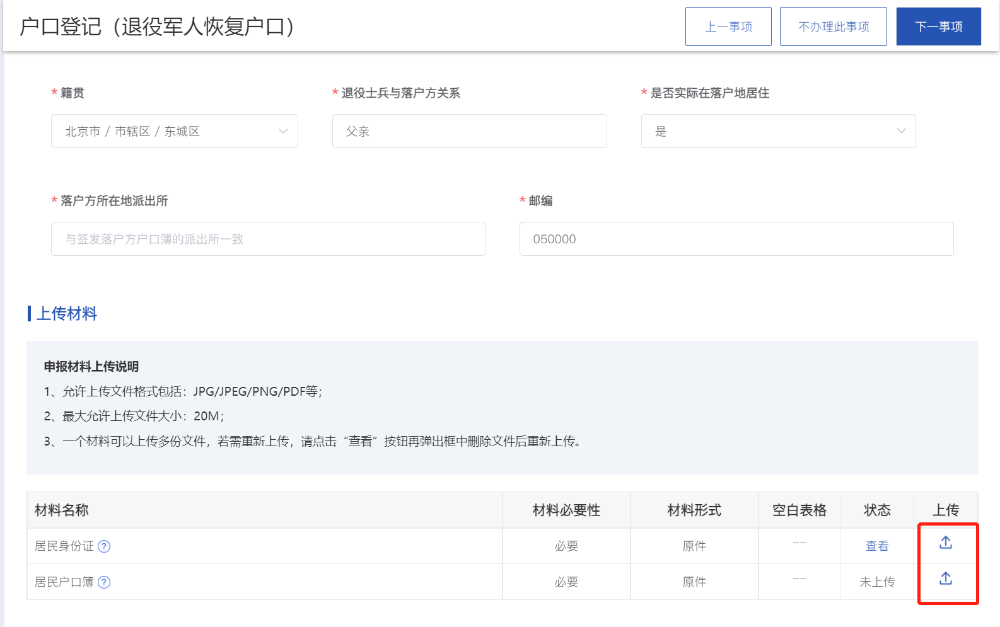 户口登记（退役军人恢复户口）
上一事项
不办理此事项
下一事项
* 籍贯
* 退役士兵与落户方关系
* 是否实际在落户地居住
北京市 / 市辖区 / 东城区
父亲
是
* 落户方所在地派出所
* 邮编
与签发落户方户口簿的派出所一致
050000
上传材料
申报材料上传说明
1、允许上传文件格式包括：JPG/JPEG/PNG/PDF等；
2、最大允许上传文件大小：20M；
3、一个材料可以上传多份文件，若需重新上传，请点击“查看”按钮再弹出框中删除文件后重新上传。
材料名称 材料必要性 材料形式 空白表格 状态 上传
居民身份证 ? 必要 原件 -- 查看
居民户口簿 ? 必要 原件 -- 未上传